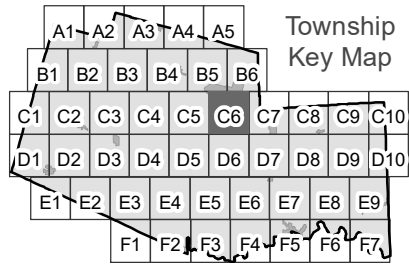 Township
Key Map
A1 A2 A3 A4 A5
B1 B2 B3 B4 B5 B6
C1 C2 C3 C4 C5 C6 C7 C8 C9 C10
D1 D2 D3 D4 D5 D6 D7 D8 D9 D10
E1 E2 E3 E4 E5 E6 E7 E8 E9
F1 F2 F3 F4 F5 F6 F7